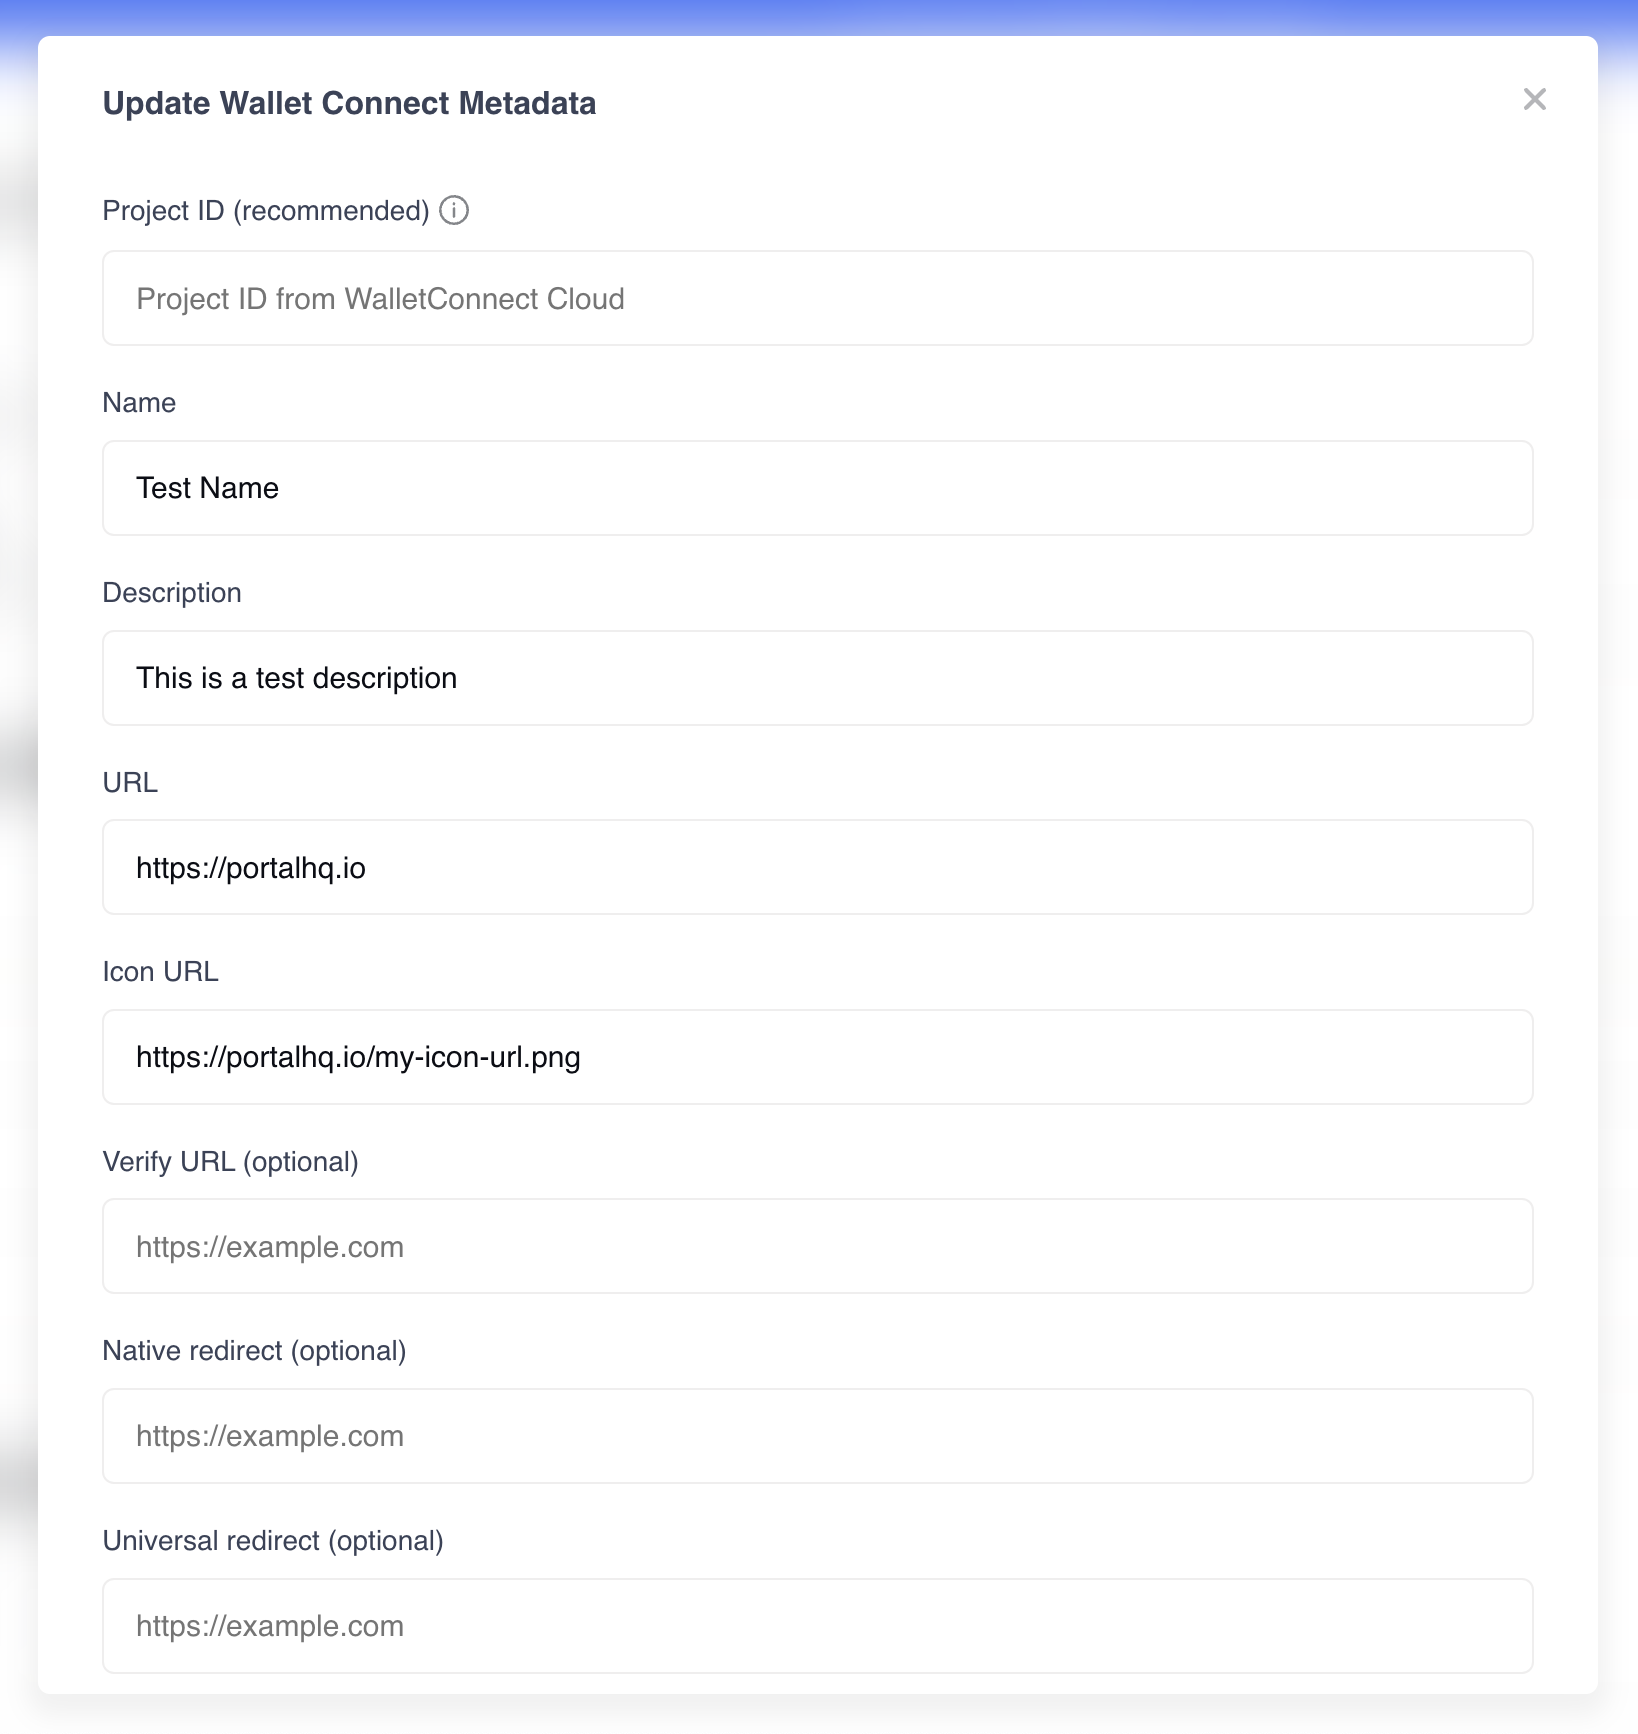 Update Wallet Connect Metadata
Project ID (recommended)
Project ID from WalletConnect Cloud
Name
Test Name
Description
This is a test description
URL
https://portalhq.io
Icon URL
https://portalhq.io/my-icon-url.png
Verify URL (optional)
https://example.com
Native redirect (optional)
https://example.com
Universal redirect (optional)
https://example.com